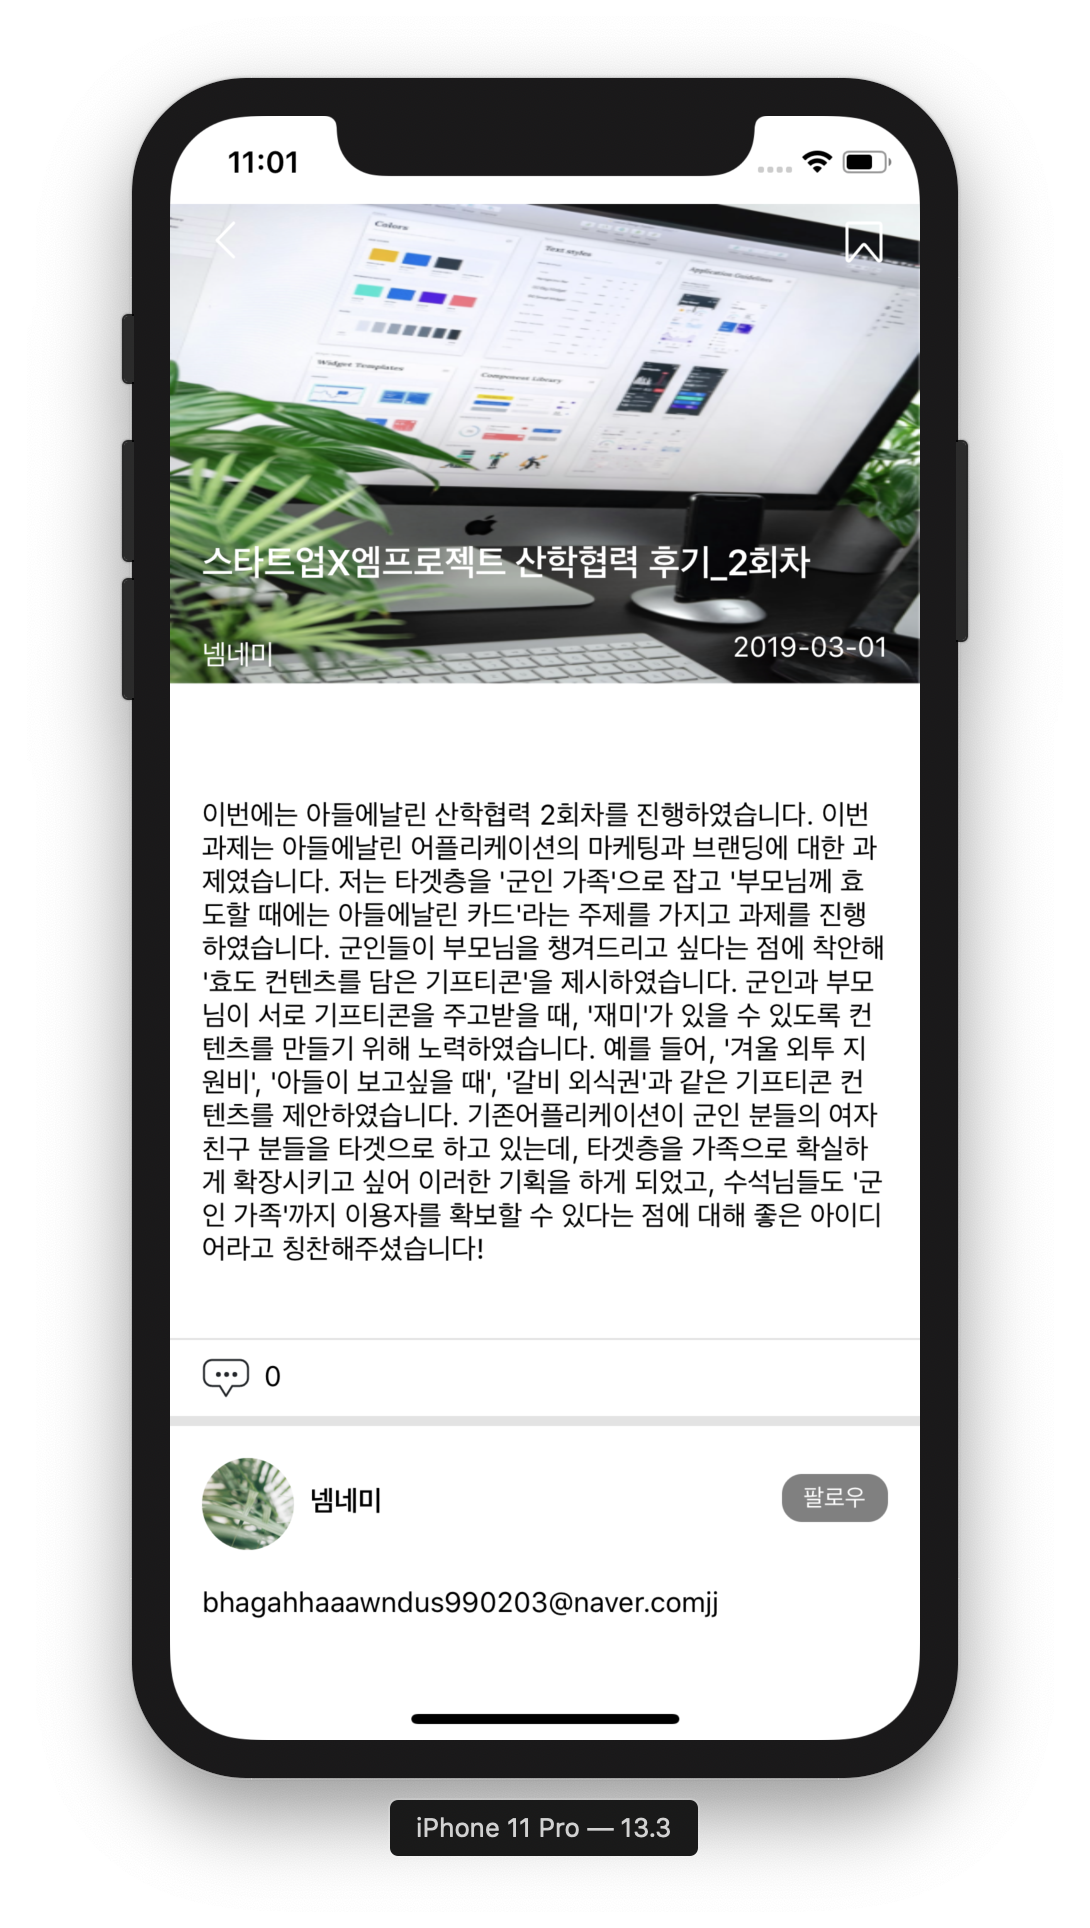 11:01
Colors
Text styles
Application Guidelines
Widget Templates
Component Library
스타트업X엠프로젝트 산학협력 후기_2회차
넴네미
2019-03-01
이번에는 아들에날린 산학협력 2회차를 진행하였습니다. 이번
과제는 아들에날린 어플리케이션의 마케팅과 브랜딩에 대한 과
제였습니다. 저는 타겟층을 '군인 가족'으로 잡고 '부모님께 효
도할 때에는 아들에날린 카드'라는 주제를 가지고 과제를 진행
하였습니다. 군인들이 부모님을 챙겨드리고 싶다는 점에 착안해
'효도 컨텐츠를 담은 기프티콘'을 제시하였습니다. 군인과 부모
님이 서로 기프티콘을 주고받을 때, '재미'가 있을 수 있도록 컨
텐츠를 만들기 위해 노력하였습니다. 예를 들어, '겨울 외투 지
원비', '아들이 보고싶을 때', '갈비 외식권'과 같은 기프티콘 컨
텐츠를 제안하였습니다. 기존어플리케이션이 군인 분들의 여자
친구 분들을 타겟으로 하고 있는데, 타겟층을 가족으로 확실하
게 확장시키고 싶어 이러한 기획을 하게 되었고, 수석님들도 '군
인 가족'까지 이용자를 확보할 수 있다는 점에 대해 좋은 아이디
어라고 칭찬해주셨습니다!
0
넴네미
팔로우
bhagahhaaawndus990203@naver.comjj
iPhone 11 Pro — 13.3